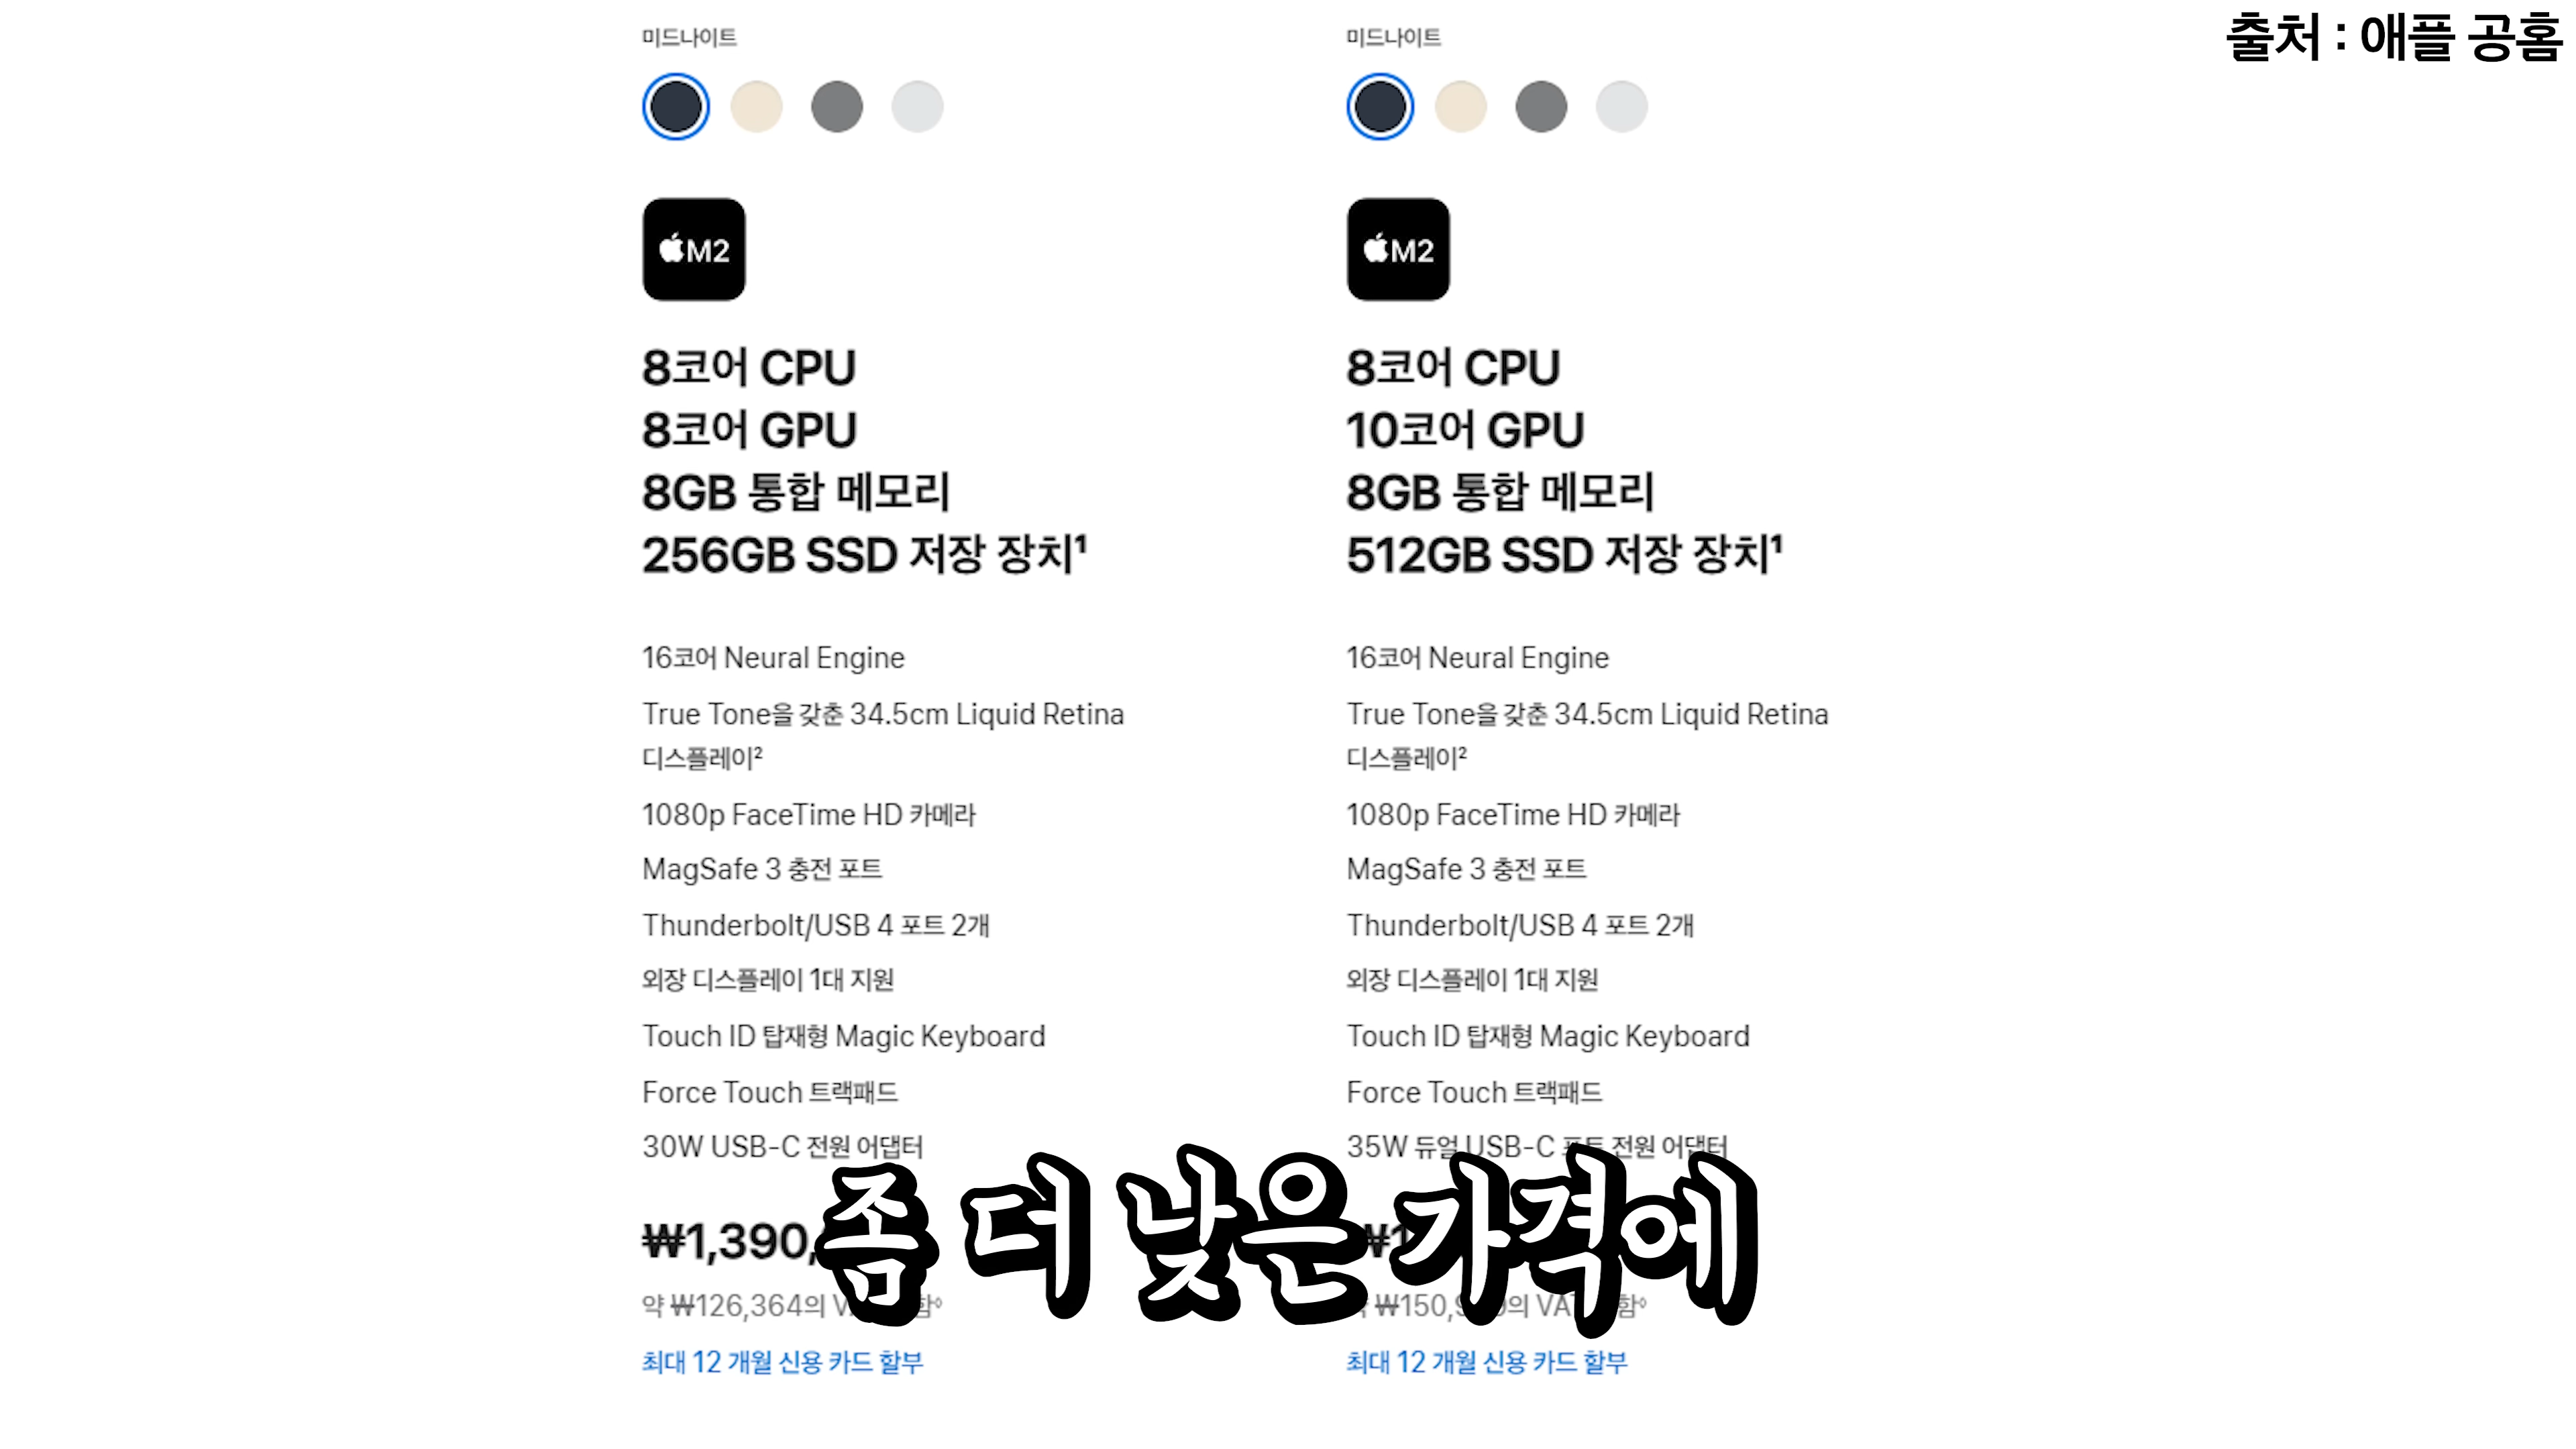 출처 : 애플 공홈
미드나이트
M2
8코어 CPU
8코어 GPU
8GB 통합 메모리
256GB SSD 저장 장치¹
16코어 Neural Engine
True Tone을 갖춘 34.5cm Liquid Retina
디스플레이²
1080p FaceTime HD 카메라
MagSafe 3 충전 포트
Thunderbolt/USB 4 포트 2개
외장 디스플레이 1대 지원
Touch ID 탑재형 Magic Keyboard
Force Touch 트랙패드
30W USB-C 전원 어댑터
약 ₩126,364의
최대 12 개월 신용 카드 할부
미드나이트
M2
8코어 CPU
10코어 GPU
8GB 통합 메모리
512GB SSD 저장 장치¹
16코어 Neural Engine
True Tone을 갖춘 34.5cm Liquid Retina
디스플레이²
1080p FaceTime HD 카메라
MagSafe 3 충전 포트
Thunderbolt/USB 4 포트 2개
외장 디스플레이 1대 지원
Touch ID 탑재형 Magic Keyboard
Force Touch 트랙패드
35W 듀얼 USB-C 포트 전원 어댑터
최대 12 개월 신용 카드 할부
좀 더 낮은 가격에